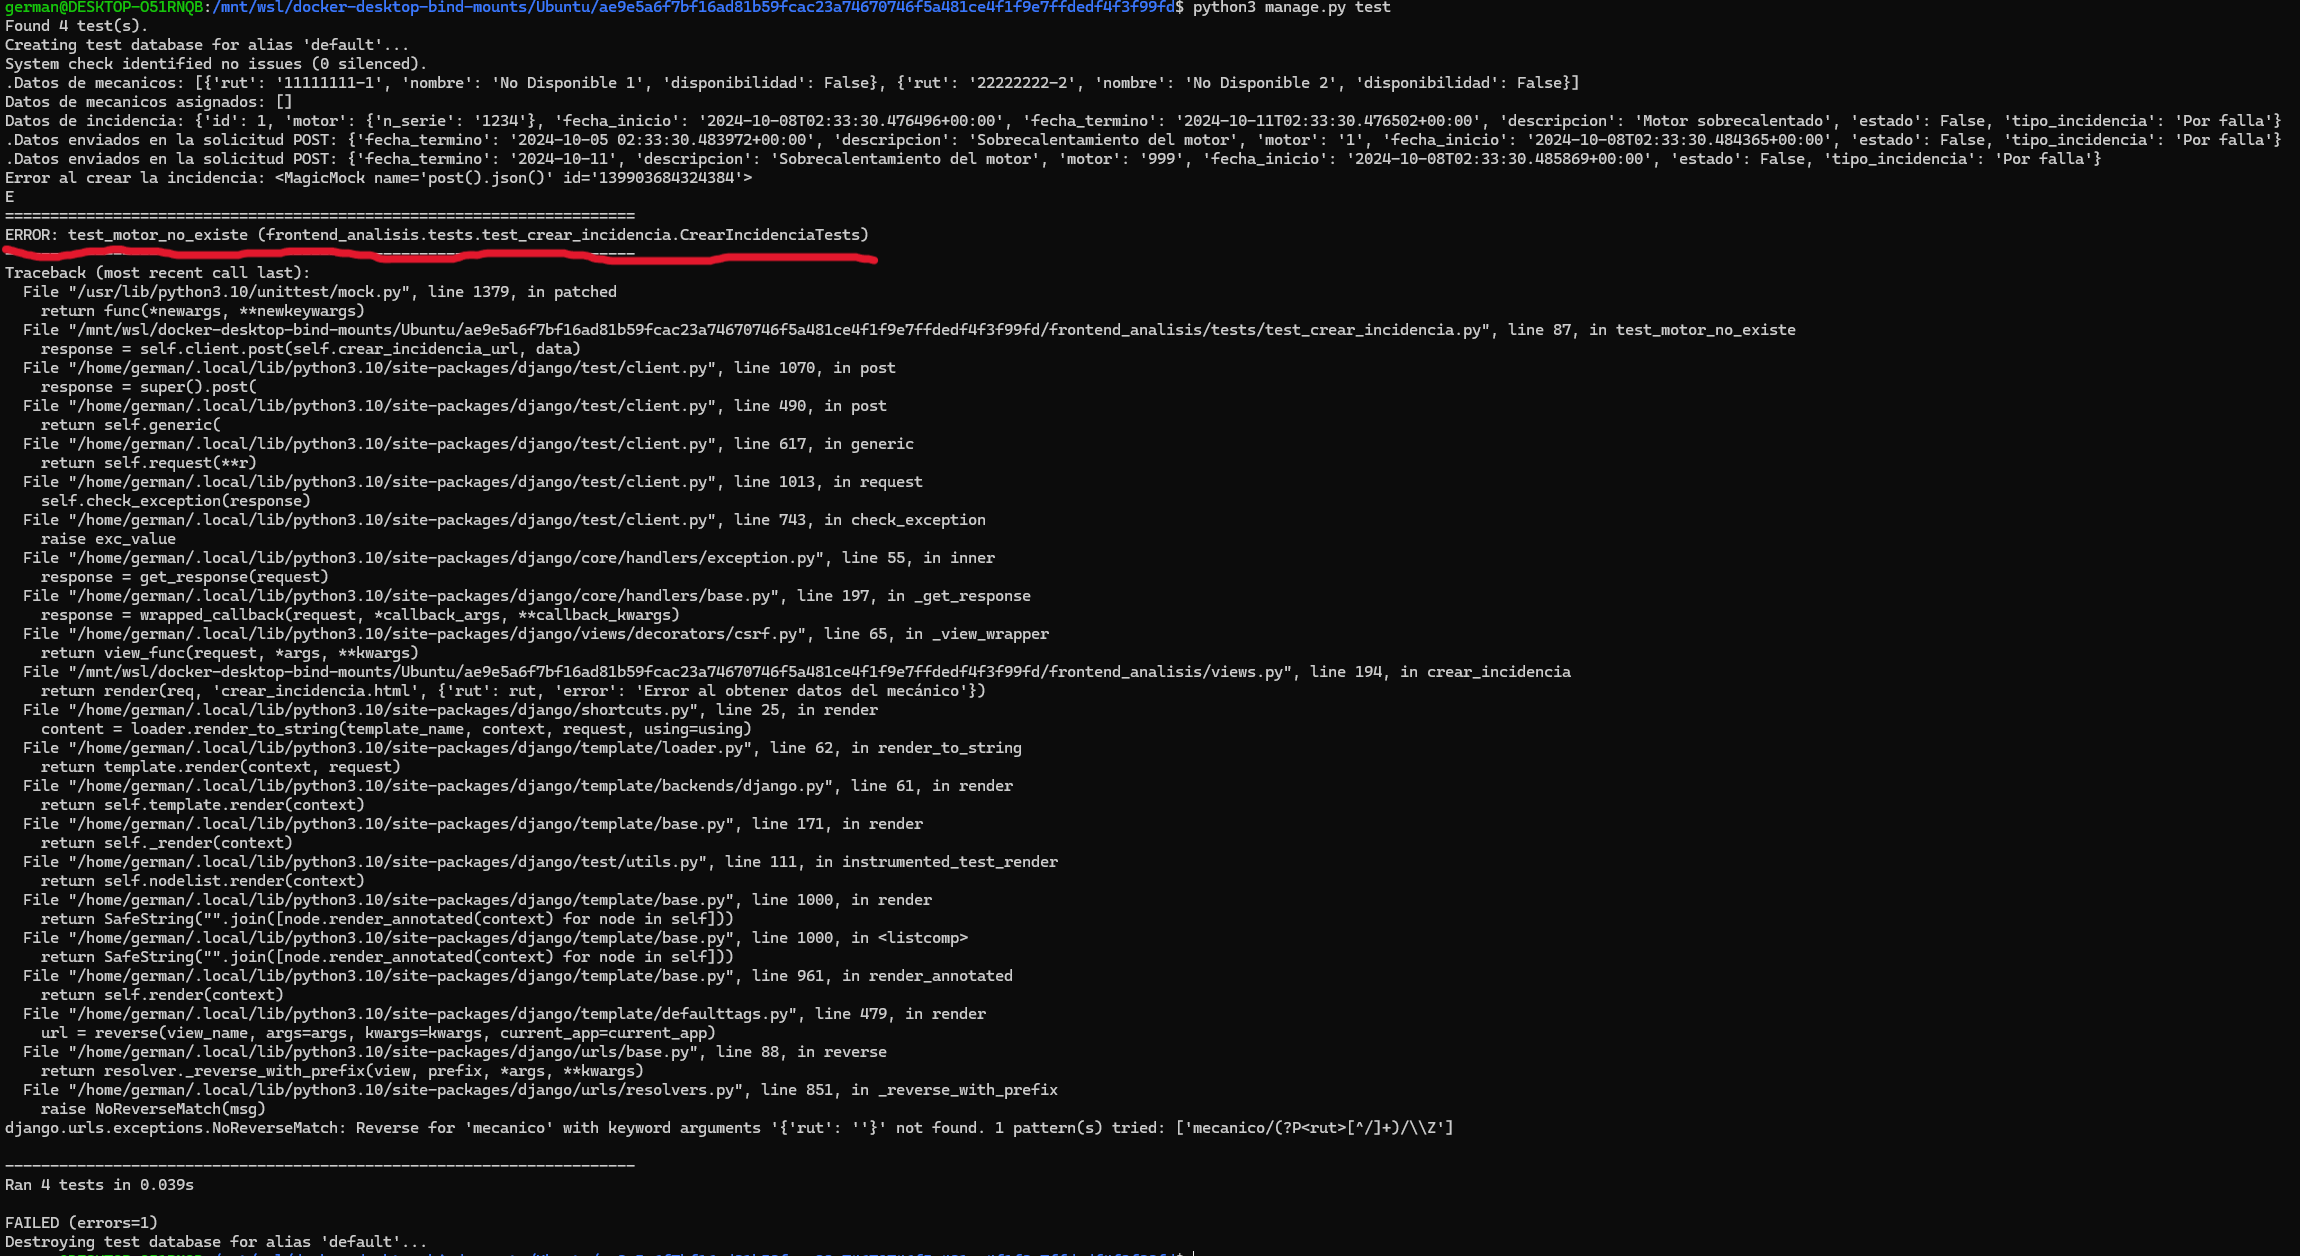 german@DESKTOP-O51RNQB:/mnt/wsl/docker-desktop-bind-mounts/Ubuntu/ae9e5a6f7bf16ad81b59fcac23a74670746f5a481ce4f1f9e7ffdedf4f3f99fd$ python3 manage.py test
Found 4 test(s).
Creating test database for alias 'default'...
System check identified no issues (0 silenced).
.Datos de mecanicos: [{'rut': '11111111-1', 'nombre': 'No Disponible 1', 'disponibilidad': False}, {'rut': '22222222-2', 'nombre': 'No Disponible 2', 'disponibilidad': False}]
Datos de mecanicos asignados: []
Datos de incidencia: {'id': 1, 'motor': {'n_serie': '1234'}, 'fecha_inicio': '2024-10-08T02:33:30.476496+00:00', 'fecha_termino': '2024-10-11T02:33:30.476502+00:00', 'descripcion': 'Motor sobrecalentado', 'estado': False, 'tipo_incidencia': 'Por falla'}
.Datos enviados en la solicitud POST: {'fecha_termino': '2024-10-05 02:33:30.483972+00:00', 'descripcion': 'Sobrecalentamiento del motor', 'motor': '1', 'fecha_inicio': '2024-10-08T02:33:30.484365+00:00', 'estado': False, 'tipo_incidencia': 'Por falla'}
.Datos enviados en la solicitud POST: {'fecha_termino': '2024-10-11', 'descripcion': 'Sobrecalentamiento del motor', 'motor': '999', 'fecha_inicio': '2024-10-08T02:33:30.485869+00:00', 'estado': False, 'tipo_incidencia': 'Por falla'}
Error al crear la incidencia: <MagicMock name='post().json()' id='139903684324384'>
E
======================================================================
ERROR: test_motor_no_existe (frontend_analisis.tests.test_crear_incidencia.CrearIncidenciaTests)
----------------------------------------------------------------------
Traceback (most recent call last):
  File "/usr/lib/python3.10/unittest/mock.py", line 1379, in patched
    return func(*newargs, **newkeywargs)
  File "/mnt/wsl/docker-desktop-bind-mounts/Ubuntu/ae9e5a6f7bf16ad81b59fcac23a74670746f5a481ce4f1f9e7ffdedf4f3f99fd/frontend_analisis/tests/test_crear_incidencia.py", line 87, in test_motor_no_existe
    response = self.client.post(self.crear_incidencia_url, data)
  File "/home/german/.local/lib/python3.10/site-packages/django/test/client.py", line 1070, in post
    response = super().post(
  File "/home/german/.local/lib/python3.10/site-packages/django/test/client.py", line 490, in post
    return self.generic(
  File "/home/german/.local/lib/python3.10/site-packages/django/test/client.py", line 617, in generic
    return self.request(**r)
  File "/home/german/.local/lib/python3.10/site-packages/django/test/client.py", line 1013, in request
    self.check_exception(response)
  File "/home/german/.local/lib/python3.10/site-packages/django/test/client.py", line 743, in check_exception
    raise exc_value
  File "/home/german/.local/lib/python3.10/site-packages/django/core/handlers/exception.py", line 55, in inner
    response = get_response(request)
  File "/home/german/.local/lib/python3.10/site-packages/django/core/handlers/base.py", line 197, in _get_response
    response = wrapped_callback(request, *callback_args, **callback_kwargs)
  File "/home/german/.local/lib/python3.10/site-packages/django/views/decorators/csrf.py", line 65, in _view_wrapper
    return view_func(request, *args, **kwargs)
  File "/mnt/wsl/docker-desktop-bind-mounts/Ubuntu/ae9e5a6f7bf16ad81b59fcac23a74670746f5a481ce4f1f9e7ffdedf4f3f99fd/frontend_analisis/views.py", line 194, in crear_incidencia
    return render(req, 'crear_incidencia.html', {'rut': rut, 'error': 'Error al obtener datos del mecánico'})
  File "/home/german/.local/lib/python3.10/site-packages/django/shortcuts.py", line 25, in render
    content = loader.render_to_string(template_name, context, request, using=using)
  File "/home/german/.local/lib/python3.10/site-packages/django/template/loader.py", line 62, in render_to_string
    return template.render(context, request)
  File "/home/german/.local/lib/python3.10/site-packages/django/template/backends/django.py", line 61, in render
    return self.template.render(context)
  File "/home/german/.local/lib/python3.10/site-packages/django/template/base.py", line 171, in render
    return self._render(context)
  File "/home/german/.local/lib/python3.10/site-packages/django/test/utils.py", line 111, in instrumented_test_render
    return self.nodelist.render(context)
  File "/home/german/.local/lib/python3.10/site-packages/django/template/base.py", line 1000, in render
    return SafeString("".join([node.render_annotated(context) for node in self]))
  File "/home/german/.local/lib/python3.10/site-packages/django/template/base.py", line 1000, in <listcomp>
    return SafeString("".join([node.render_annotated(context) for node in self]))
  File "/home/german/.local/lib/python3.10/site-packages/django/template/base.py", line 961, in render_annotated
    return self.render(context)
  File "/home/german/.local/lib/python3.10/site-packages/django/template/defaulttags.py", line 479, in render
    url = reverse(view_name, args=args, kwargs=kwargs, current_app=current_app)
  File "/home/german/.local/lib/python3.10/site-packages/django/urls/base.py", line 88, in reverse
    return resolver._reverse_with_prefix(view, prefix, *args, **kwargs)
  File "/home/german/.local/lib/python3.10/site-packages/django/urls/resolvers.py", line 851, in _reverse_with_prefix
    raise NoReverseMatch(msg)
django.urls.exceptions.NoReverseMatch: Reverse for 'mecanico' with keyword arguments '{'rut': ''}' not found. 1 pattern(s) tried: ['mecanico/(?P<rut>[^/]+)/\\Z']
----------------------------------------------------------------------
Ran 4 tests in 0.039s
FAILED (errors=1)
Destroying test database for alias 'default'...